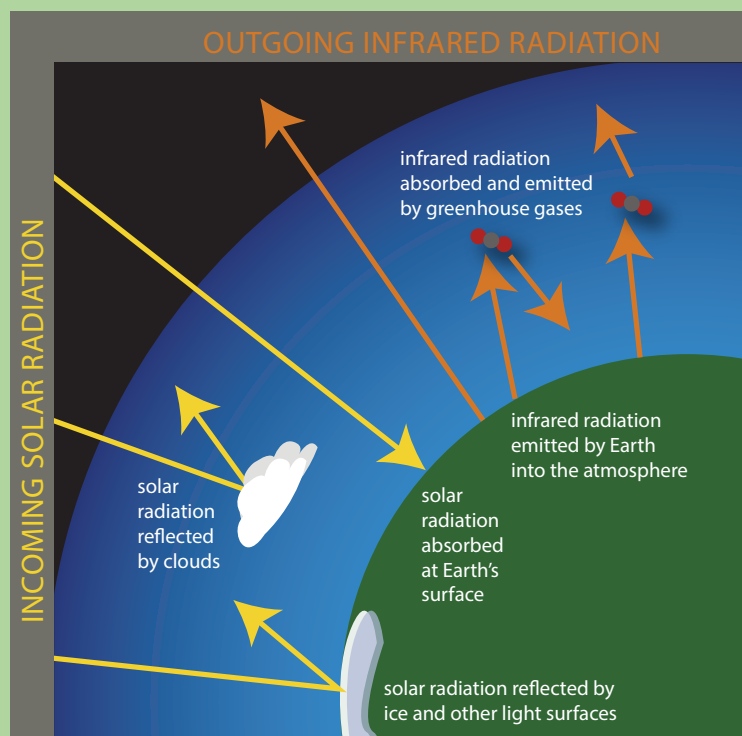 OUTGOING INFRARED RADIATION
INCOMING SOLAR RADIATION
infrared radiation
absorbed and emitted
by greenhouse gases
infrared radiation
emitted by Earth
into the atmosphere
solar
radiation
reflected
by clouds
solar
radiation
absorbed
at Earth's
surface
solar radiation reflected by
ice and other light surfaces